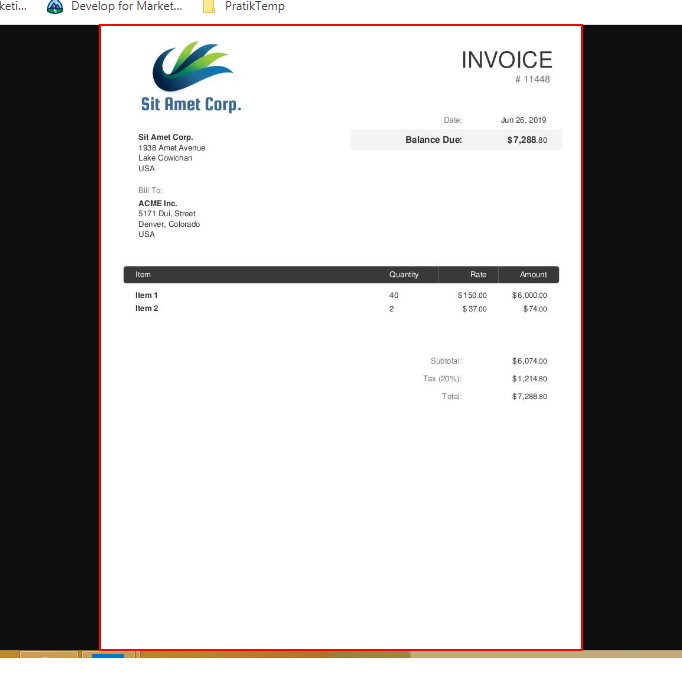 keti...
Develop for Market...
PratikTemp
INVOICE
# 11448
Sit Amet Corp.
Date: Jun 26, 2019
Balance Due: $7,288.80
Sit Amet Corp.
1938 Amet Avenue
Lake Cowichan
USA
Bill To:
ACME Inc.
5171 Dui, Street
Denver, Colorado
USA
Item Quantity Rate Amount
Item 1 40 $150.00 $6,000.00
Item 2 2 $37.00 $74.00
Subtotal: $6,074.00
Tax (20%): $1,214.80
Total: $7,288.80